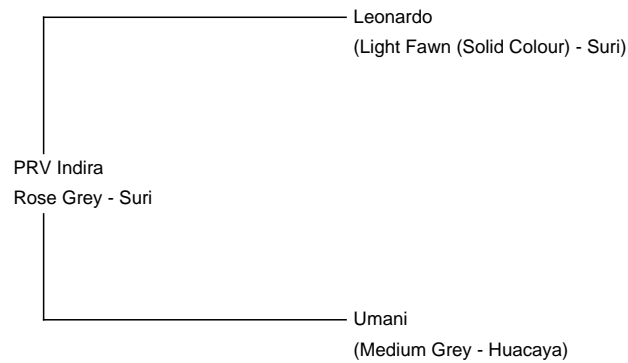 Leonardo
(Light Fawn (Solid Colour) - Suri)
PRV Indira
Rose Grey - Suri
Umani
(Medium Grey - Huacaya)